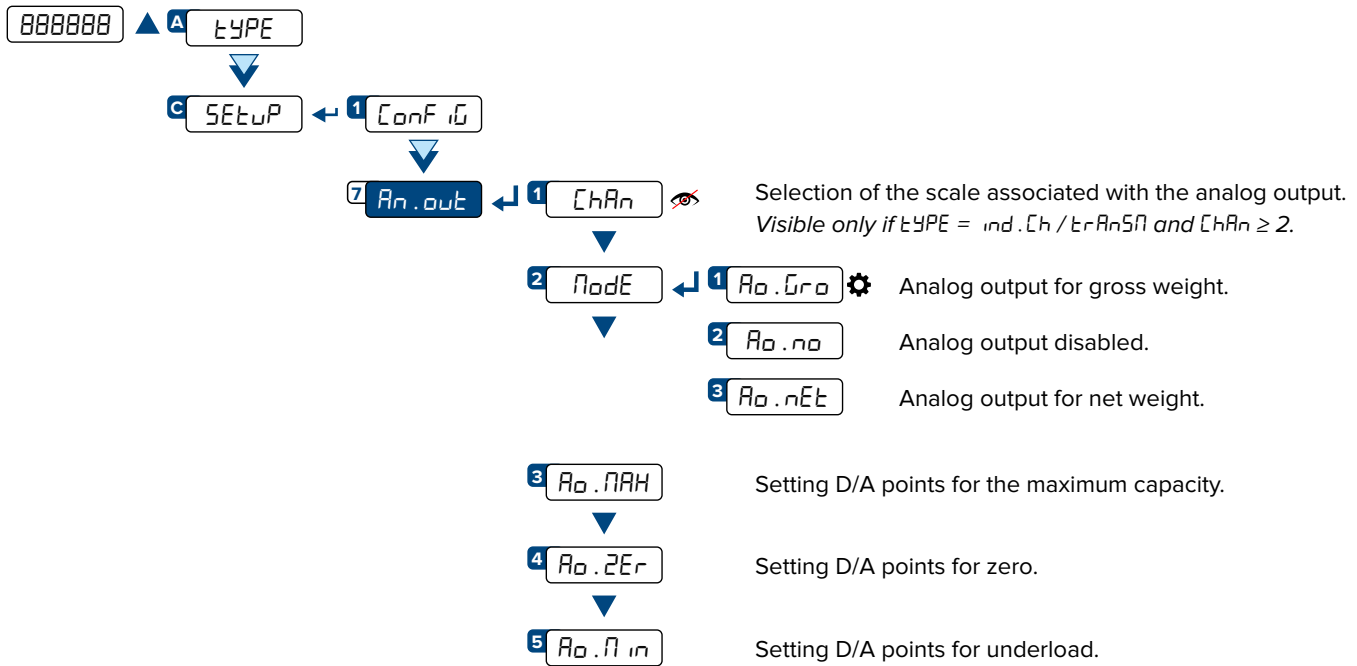 888888 A tYPE
C SEtuP 1 ConFiG
7 An.out 1 ChAn Selection of the scale associated with the analog output.
Visible only if tYPE = ind.Ch / trAnSM and ChAn ≥ 2.
2 ModE 1 Ao.Gro Analog output for gross weight.
2 Ao.no Analog output disabled.
3 Ao.nEt Analog output for net weight.
3 Ao.MAH Setting D/A points for the maximum capacity.
4 Ao.2Er Setting D/A points for zero.
5 Ao.Min Setting D/A points for underload.